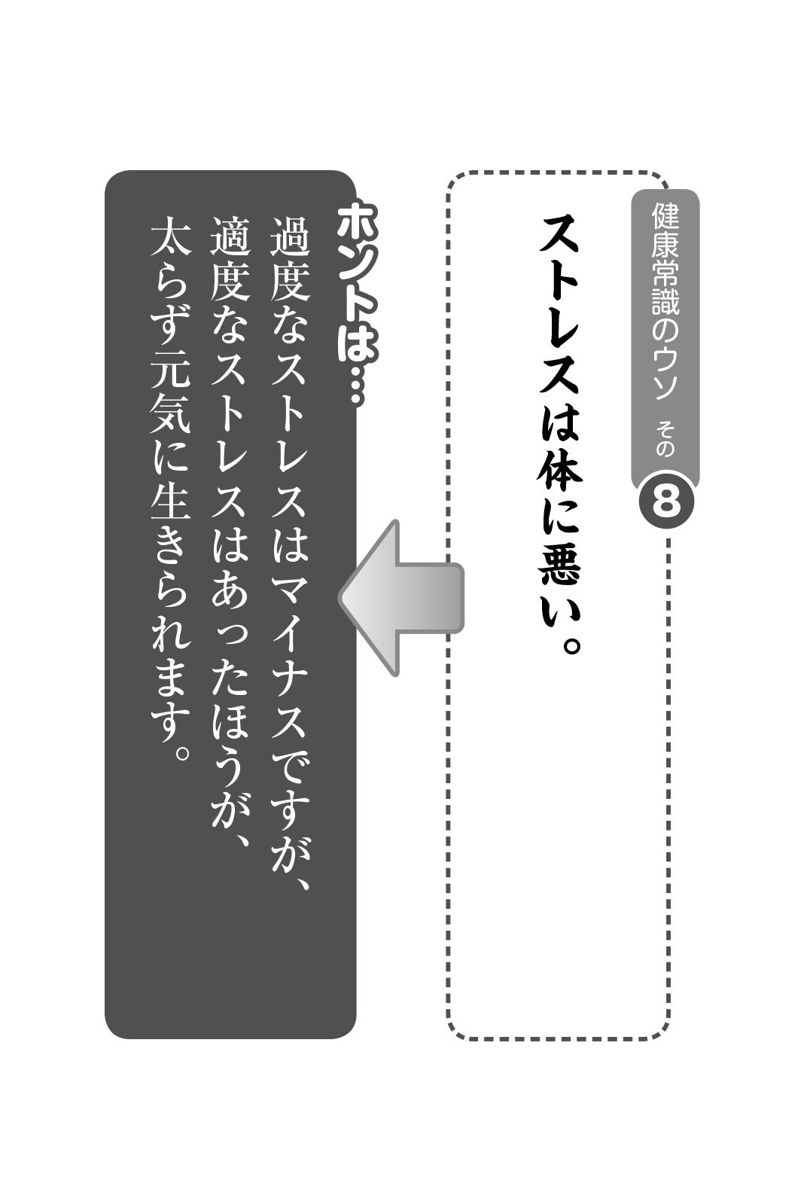 健康常識のウソ その8
ストレスは体に悪い。
ホントは…
過度なストレスはマイナスですが、
適度なストレスはあったほうが、
太らず元気に生きられます。